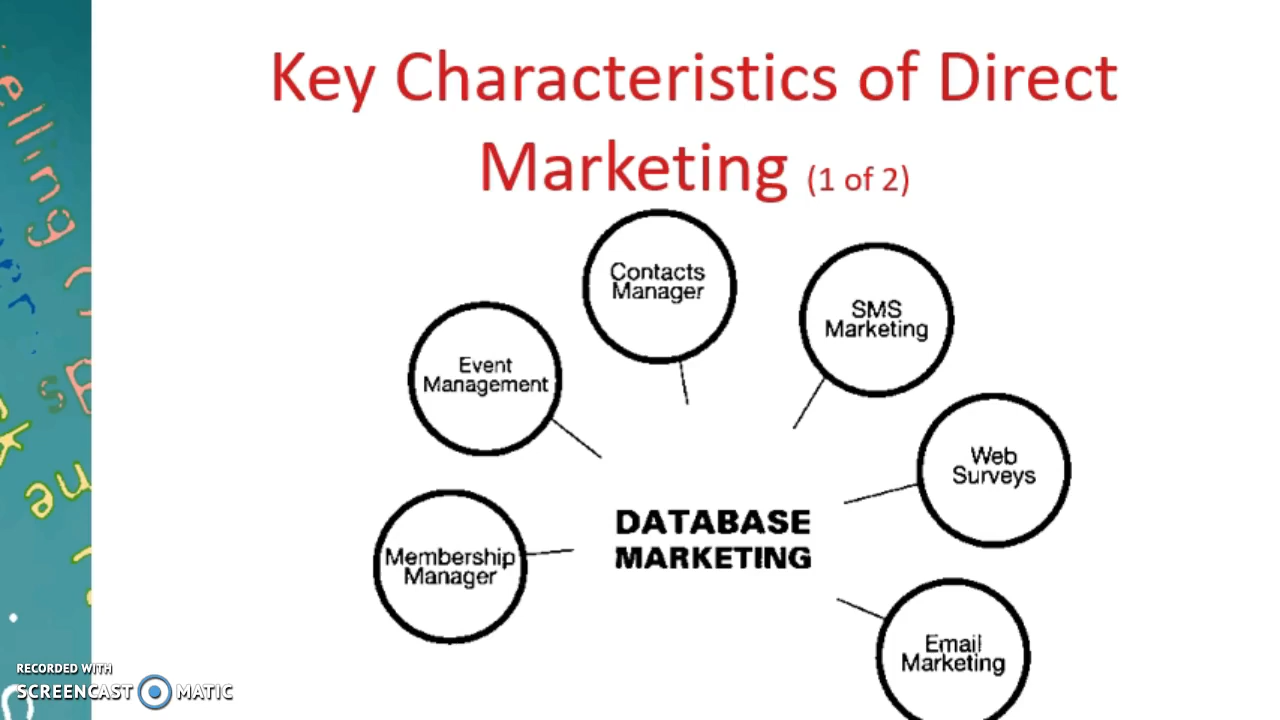 Key Characteristics of Direct
Marketing (1 of 2)
Contacts
Manager
SMS
Marketing
Event
Management
Web
Surveys
DATABASE
MARKETING
Membership
Manager
Email
Marketing
RECORDED WITH
SCREENCAST MATIC
elling